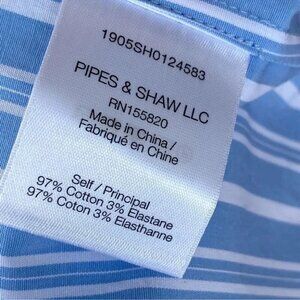 1905SH0124583
PIPES & SHAW LLC
RN155820
Made in China /
Fabriqué en Chine
Self / Principal
97% Cotton 3% Elastane
97% Coton 3% Elasthanne